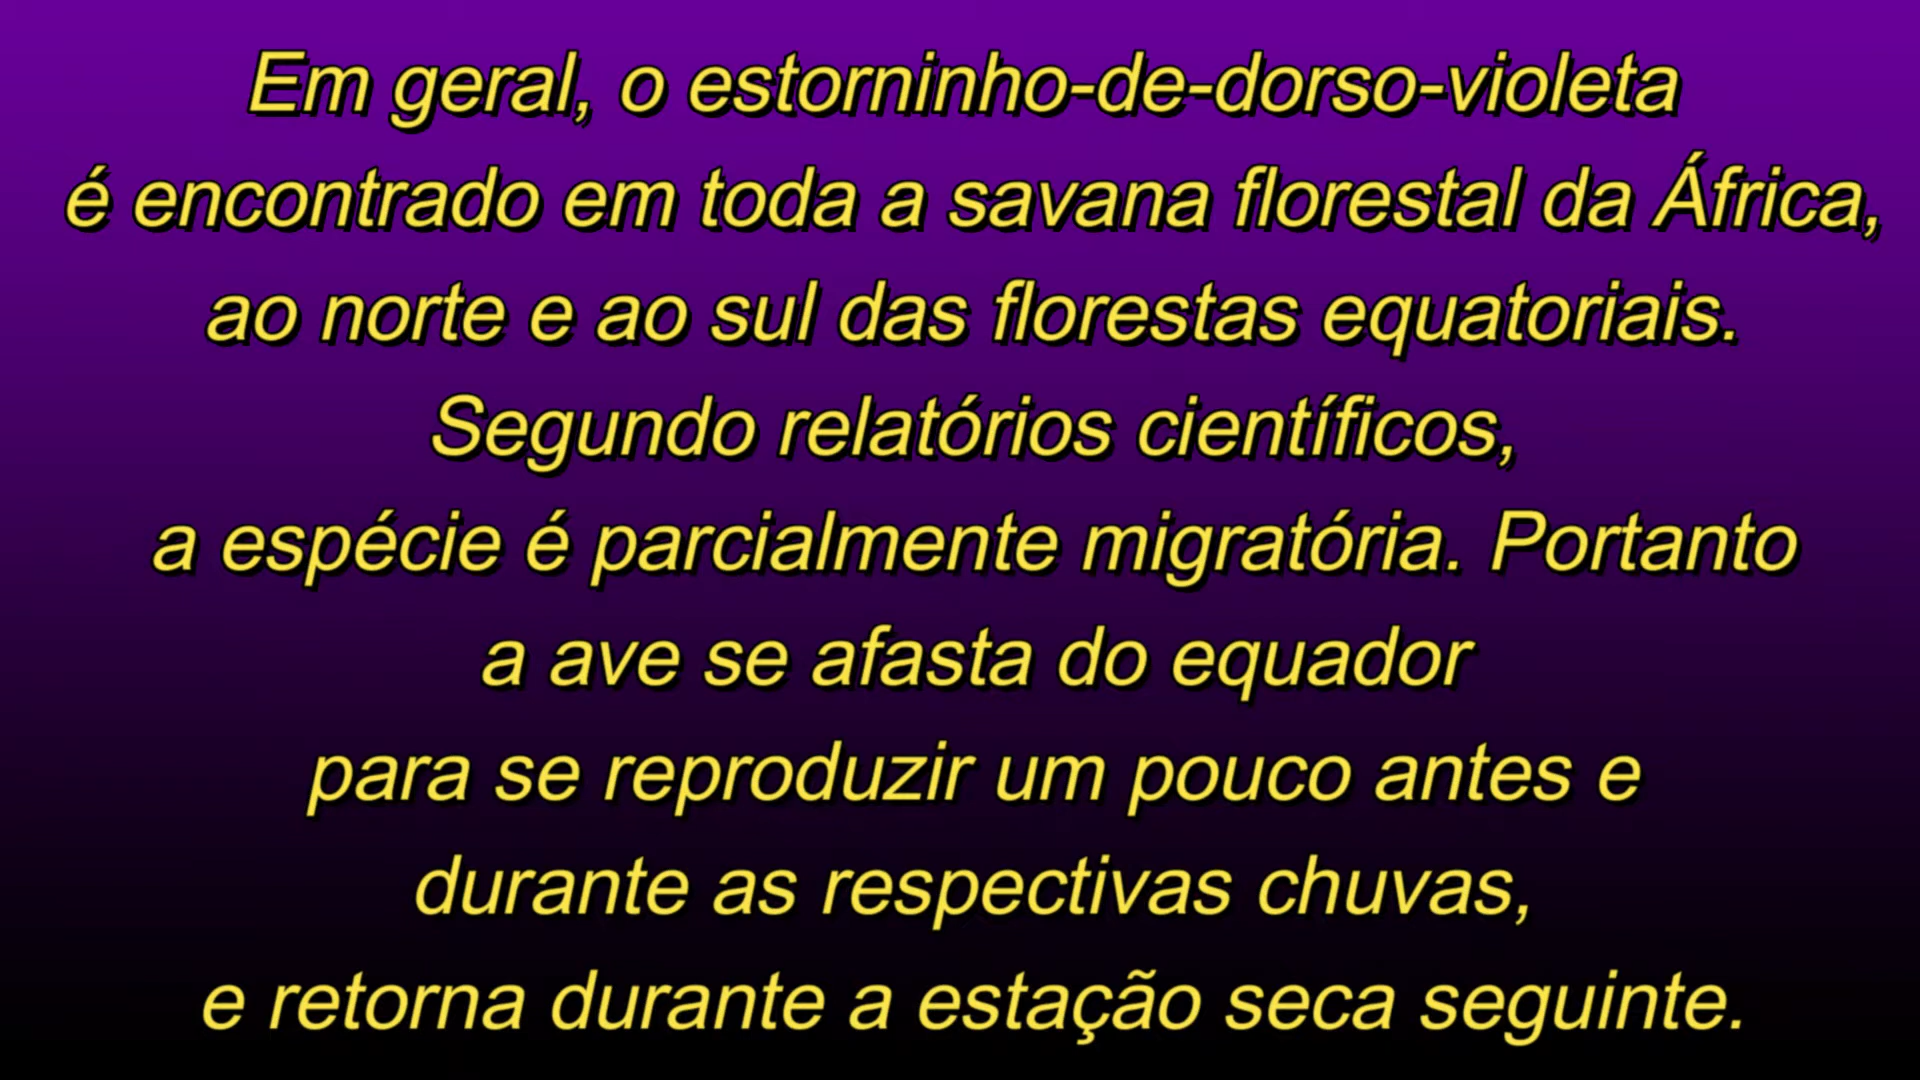 Em geral, o estorninho-de-dorso-violeta
é encontrado em toda a savana florestal da África,
ao norte e ao sul das florestas equatoriais.
Segundo relatórios científicos,
a espécie é parcialmente migratória. Portanto
a ave se afasta do equador
para se reproduzir um pouco antes e
durante as respectivas chuvas,
e retorna durante a estação seca seguinte.